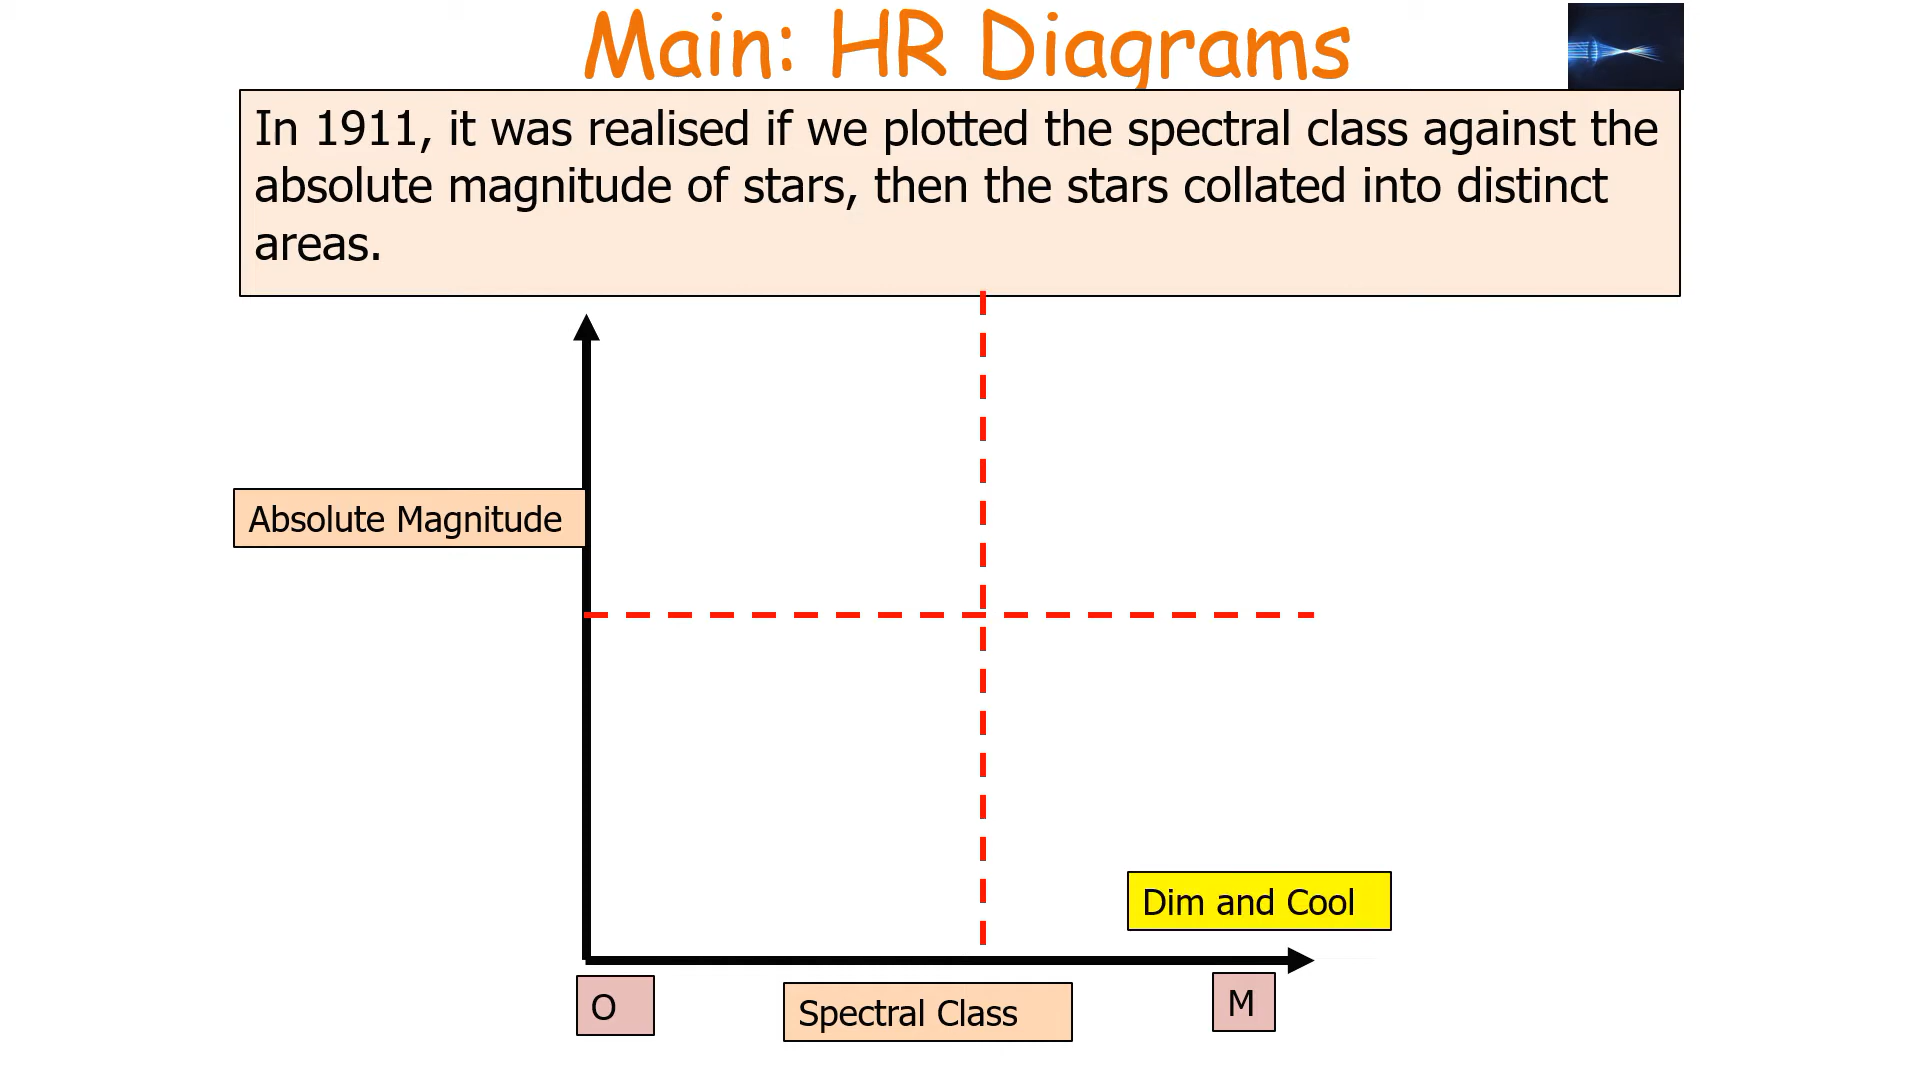 Main: HR Diagrams
In 1911, it was realised if we plotted the spectral class against the
absolute magnitude of stars, then the stars collated into distinct
areas.
Absolute Magnitude
Dim and Cool
O
Spectral Class
M